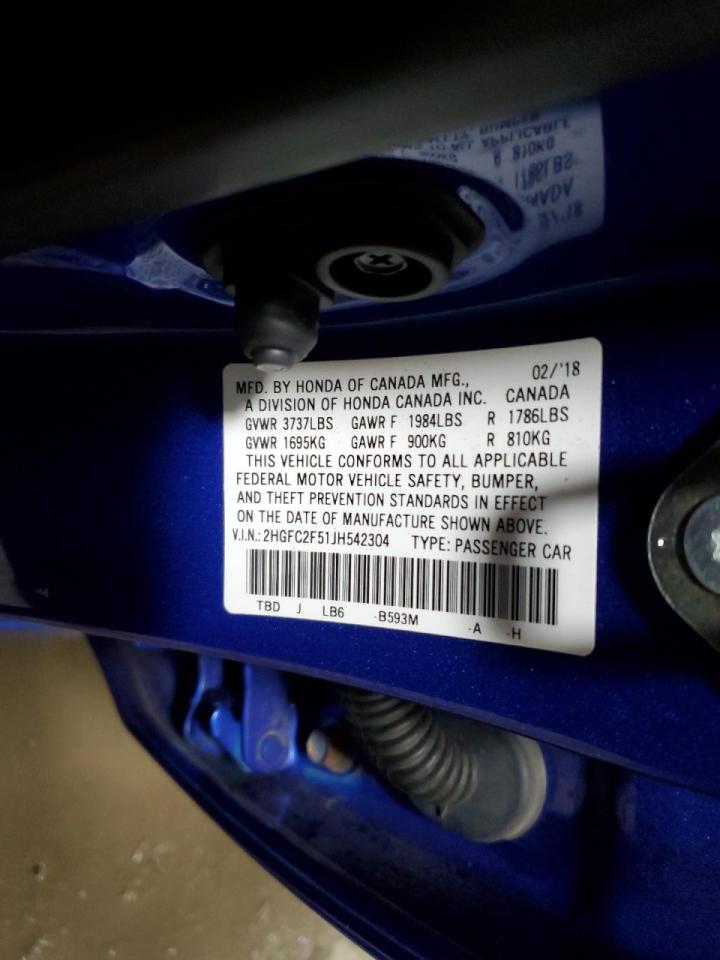 MFD. BY HONDA OF CANADA MFG., 02/'18
A DIVISION OF HONDA CANADA INC. CANADA
GVWR 3737LBS GAWR F 1984LBS R 1786LBS
GVWR 1695KG GAWR F 900KG R 810KG
THIS VEHICLE CONFORMS TO ALL APPLICABLE
FEDERAL MOTOR VEHICLE SAFETY, BUMPER,
AND THEFT PREVENTION STANDARDS IN EFFECT
ON THE DATE OF MANUFACTURE SHOWN ABOVE.
V.I.N.: 2HGFC2F51JH542304 TYPE: PASSENGER CAR
TBD J LB6 -B593M -A -H